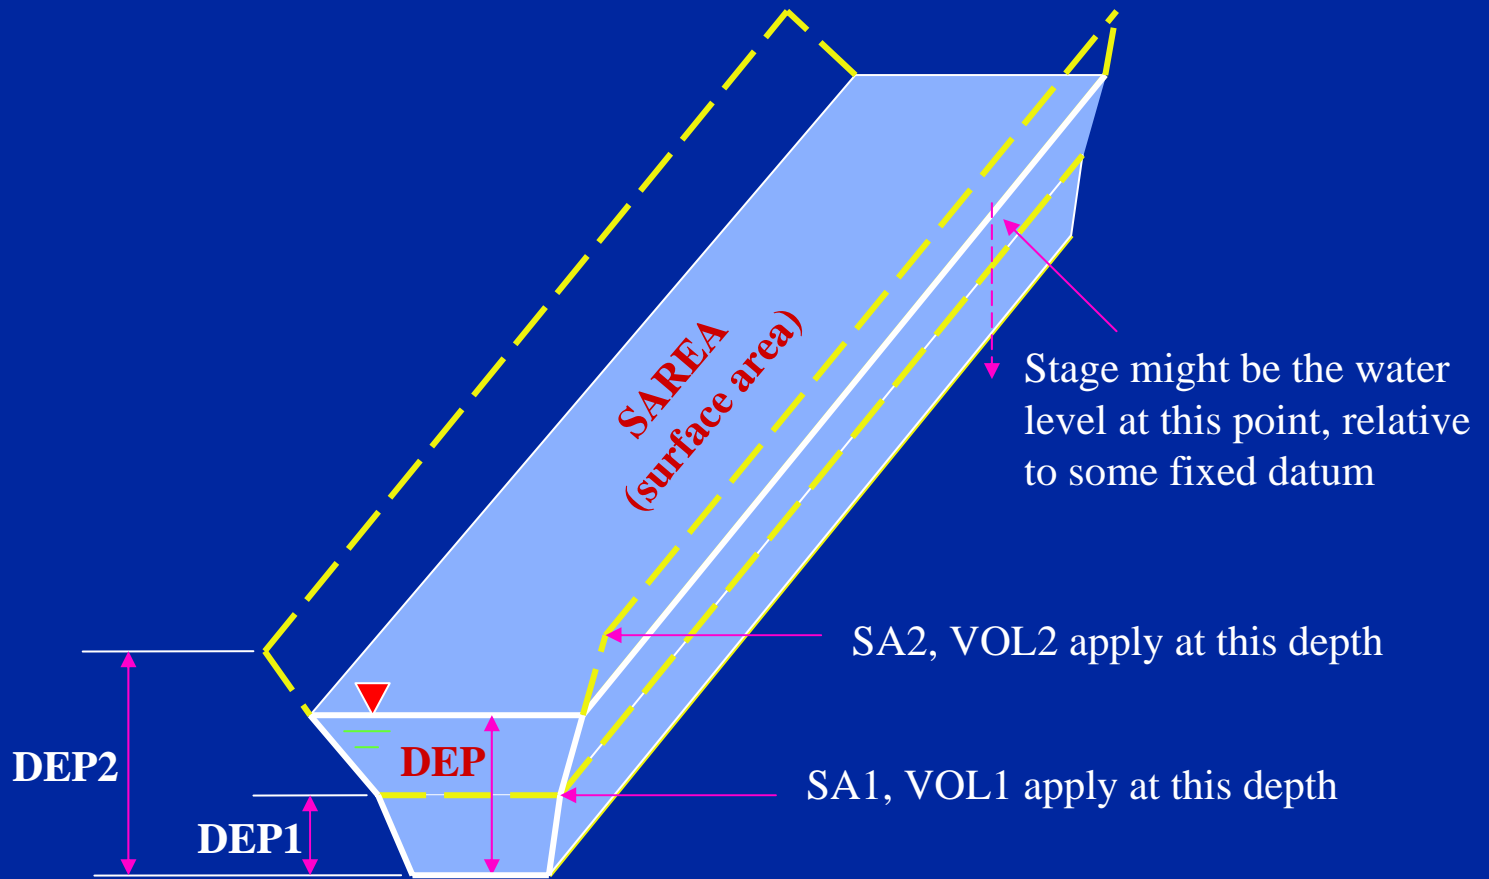 SAREA
(surface area)
Stage might be the water
level at this point, relative
to some fixed datum
SA2, VOL2 apply at this depth
DEP2
DEP
SA1, VOL1 apply at this depth
DEP1